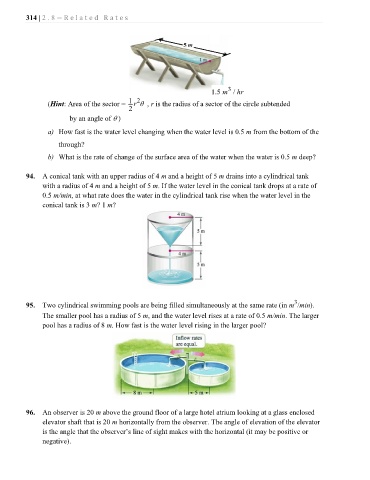 314 | 2.8 – Related Rates
5 m
1 m
1.5 m³ / hr
(Hint: Area of the sector = 1/2 r²θ , r is the radius of a sector of the circle subtended
by an angle of θ)
a) How fast is the water level changing when the water level is 0.5 m from the bottom of the
through?
b) What is the rate of change of the surface area of the water when the water is 0.5 m deep?
94. A conical tank with an upper radius of 4 m and a height of 5 m drains into a cylindrical tank
with a radius of 4 m and a height of 5 m. If the water level in the conical tank drops at a rate of
0.5 m/min, at what rate does the water in the cylindrical tank rise when the water level in the
conical tank is 3 m? 1 m?
4 m
5 m
4 m
5 m
95. Two cylindrical swimming pools are being filled simultaneously at the same rate (in m³/min).
The smaller pool has a radius of 5 m, and the water level rises at a rate of 0.5 m/min. The larger
pool has a radius of 8 m. How fast is the water level rising in the larger pool?
Inflow rates
are equal.
8 m
5 m
96. An observer is 20 m above the ground floor of a large hotel atrium looking at a glass enclosed
elevator shaft that is 20 m horizontally from the observer. The angle of elevation of the elevator
is the angle that the observer's line of sight makes with the horizontal (it may be positive or
negative).